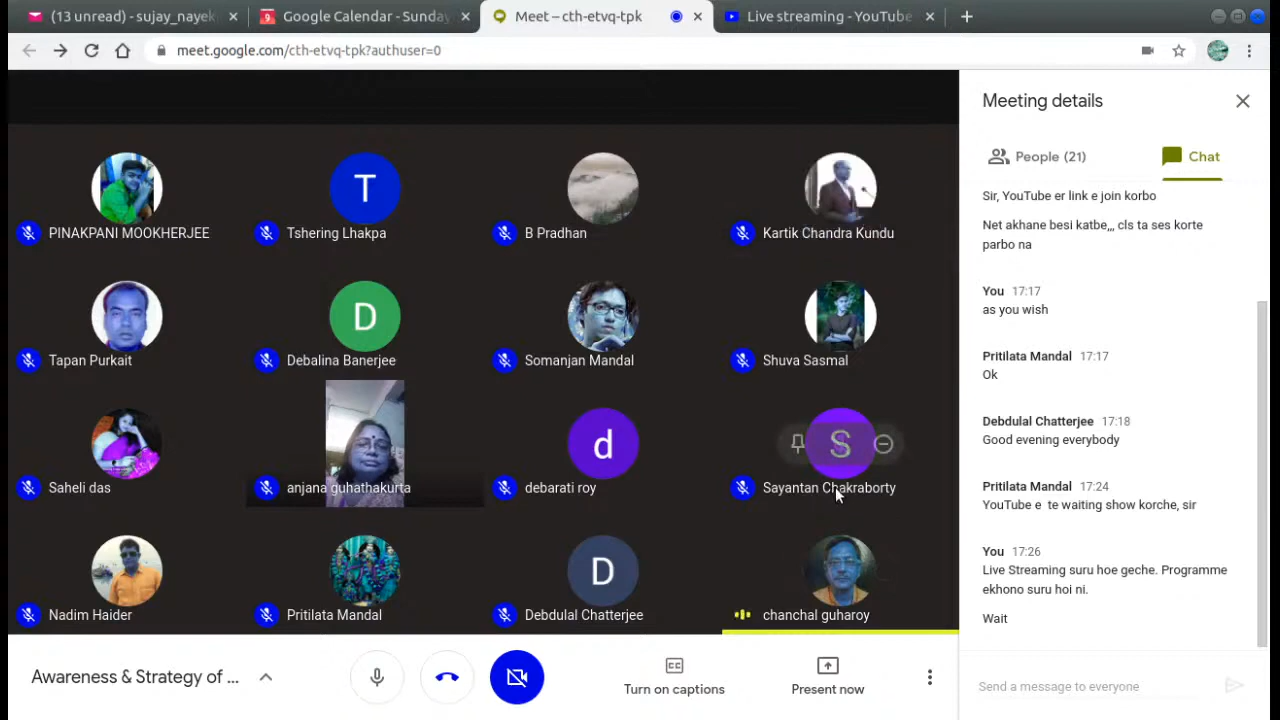 (13 unread) - sujay_nayek
Google Calendar - Sunday
Meet – cth-etvq-tpk
Live streaming - YouTube
meet.google.com/cth-etvq-tpk?authuser=0
PINAKPANI MOOKHERJEE
T
Tshering Lhakpa
B Pradhan
Kartik Chandra Kundu
Tapan Purkait
D
Debalina Banerjee
Somanjan Mandal
Shuva Sasmal
Saheli das
anjana guhathakurta
d
debarati roy
S
Sayantan Chakraborty
Nadim Haider
Pritilata Mandal
D
Debdulal Chatterjee
chanchal guharoy
Awareness & Strategy of ...
CC
Turn on captions
Present now
Meeting details
People (21)
Chat
Sir, YouTube er link e join korbo
Net akhane besi katbe,,, cls ta ses korte
parbo na
You 17:17
as you wish
Pritilata Mandal 17:17
Ok
Debdulal Chatterjee 17:18
Good evening everybody
Pritilata Mandal 17:24
YouTube e  te waiting show korche, sir
You 17:26
Live Streaming suru hoe geche. Programme
ekhono suru hoi ni.
Wait
Send a message to everyone